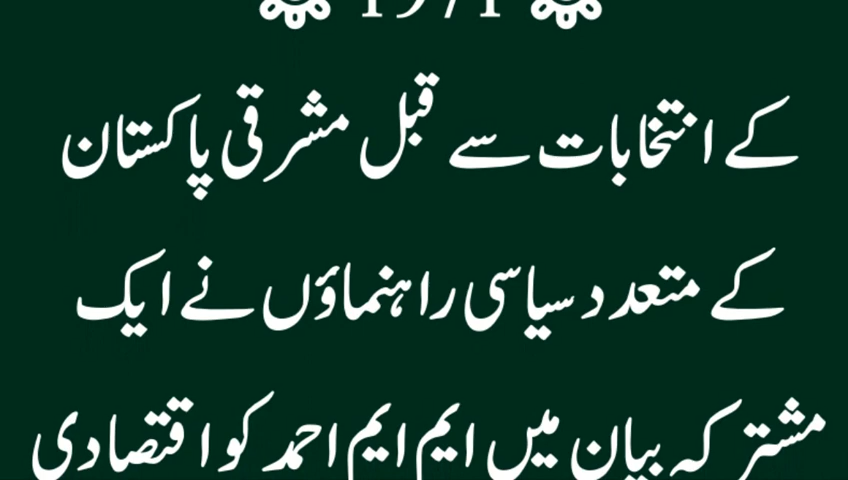 1971
کے انتخابات سے قبل مشرقی پاکستان
کے متعدد سیاسی راہنماؤں نے ایک
مشترکہ بیان میں ایم ایم احمد کو اقتصادی